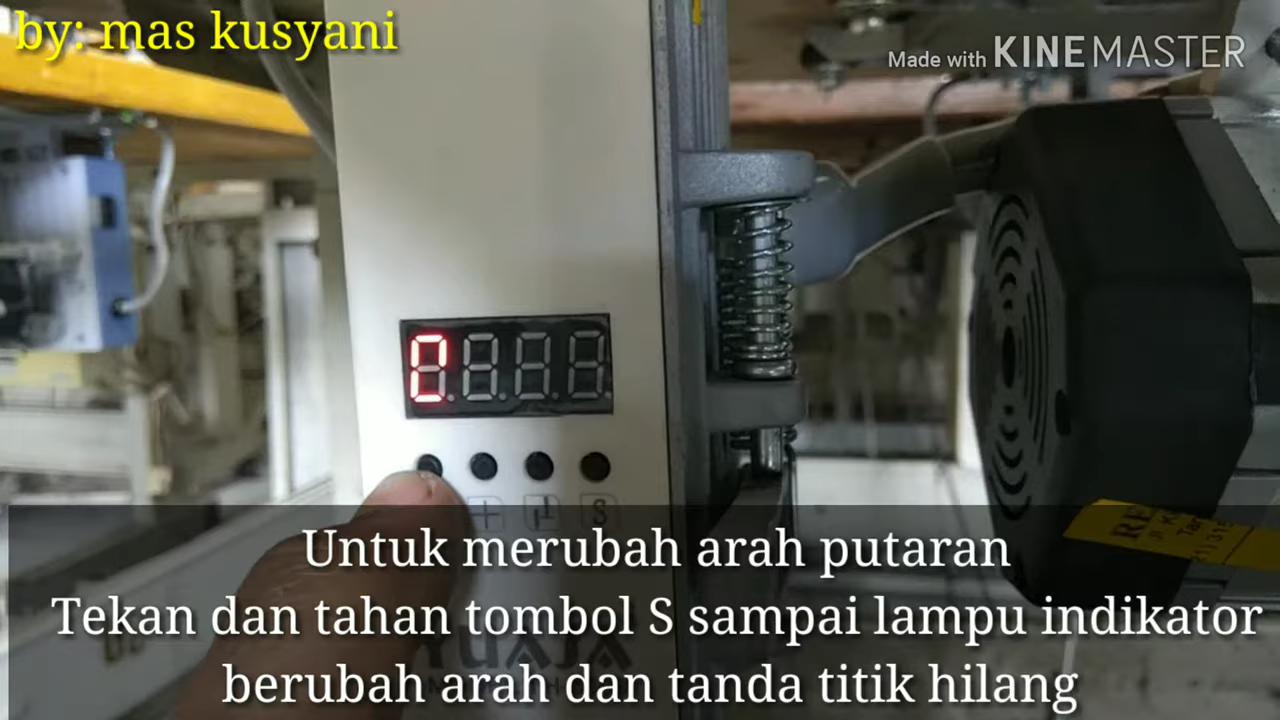 by: mas kusyani
Made with KINEMASTER
S
Untuk merubah arah putaran
Tekan dan tahan tombol S sampai lampu indikator
berubah arah dan tanda titik hilang
YUASA